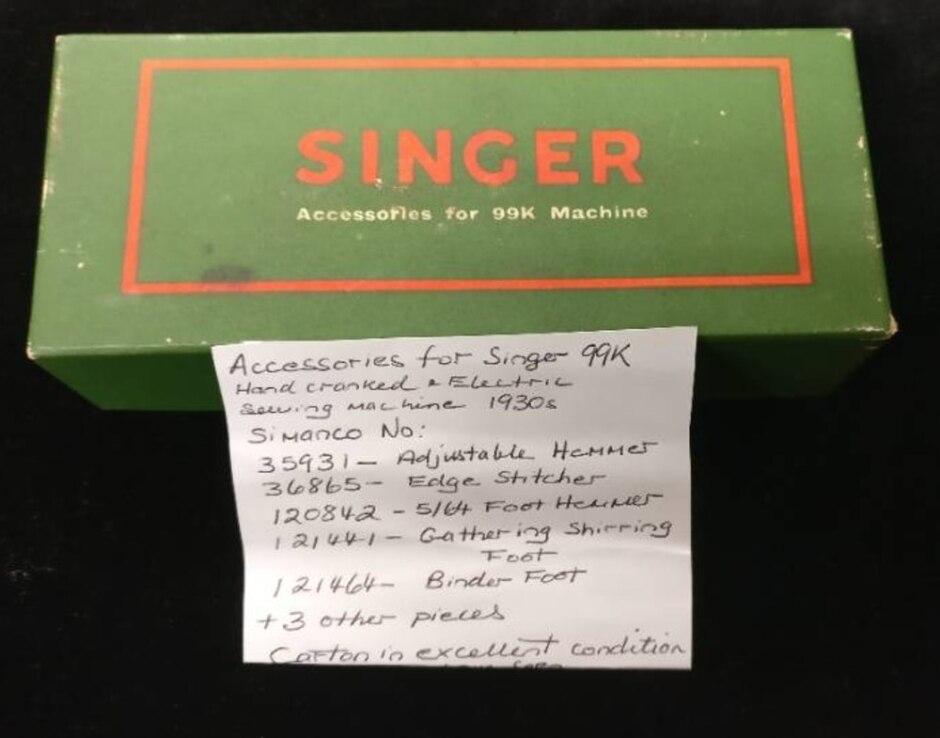 SINGER
Accessories for 99K Machine
Accessories for Singer 99K
Hand cranked & Electric
Sewing Machine 1930s
Simanco No:
35931 - Adjustable Hemmer
36865 - Edge Stitcher
120842 - 5/64 Foot Hemmer
121441 - Gathering Shirring
Foot
121464 - Binder Foot
+ 3 other pieces
Carton in excellent condition